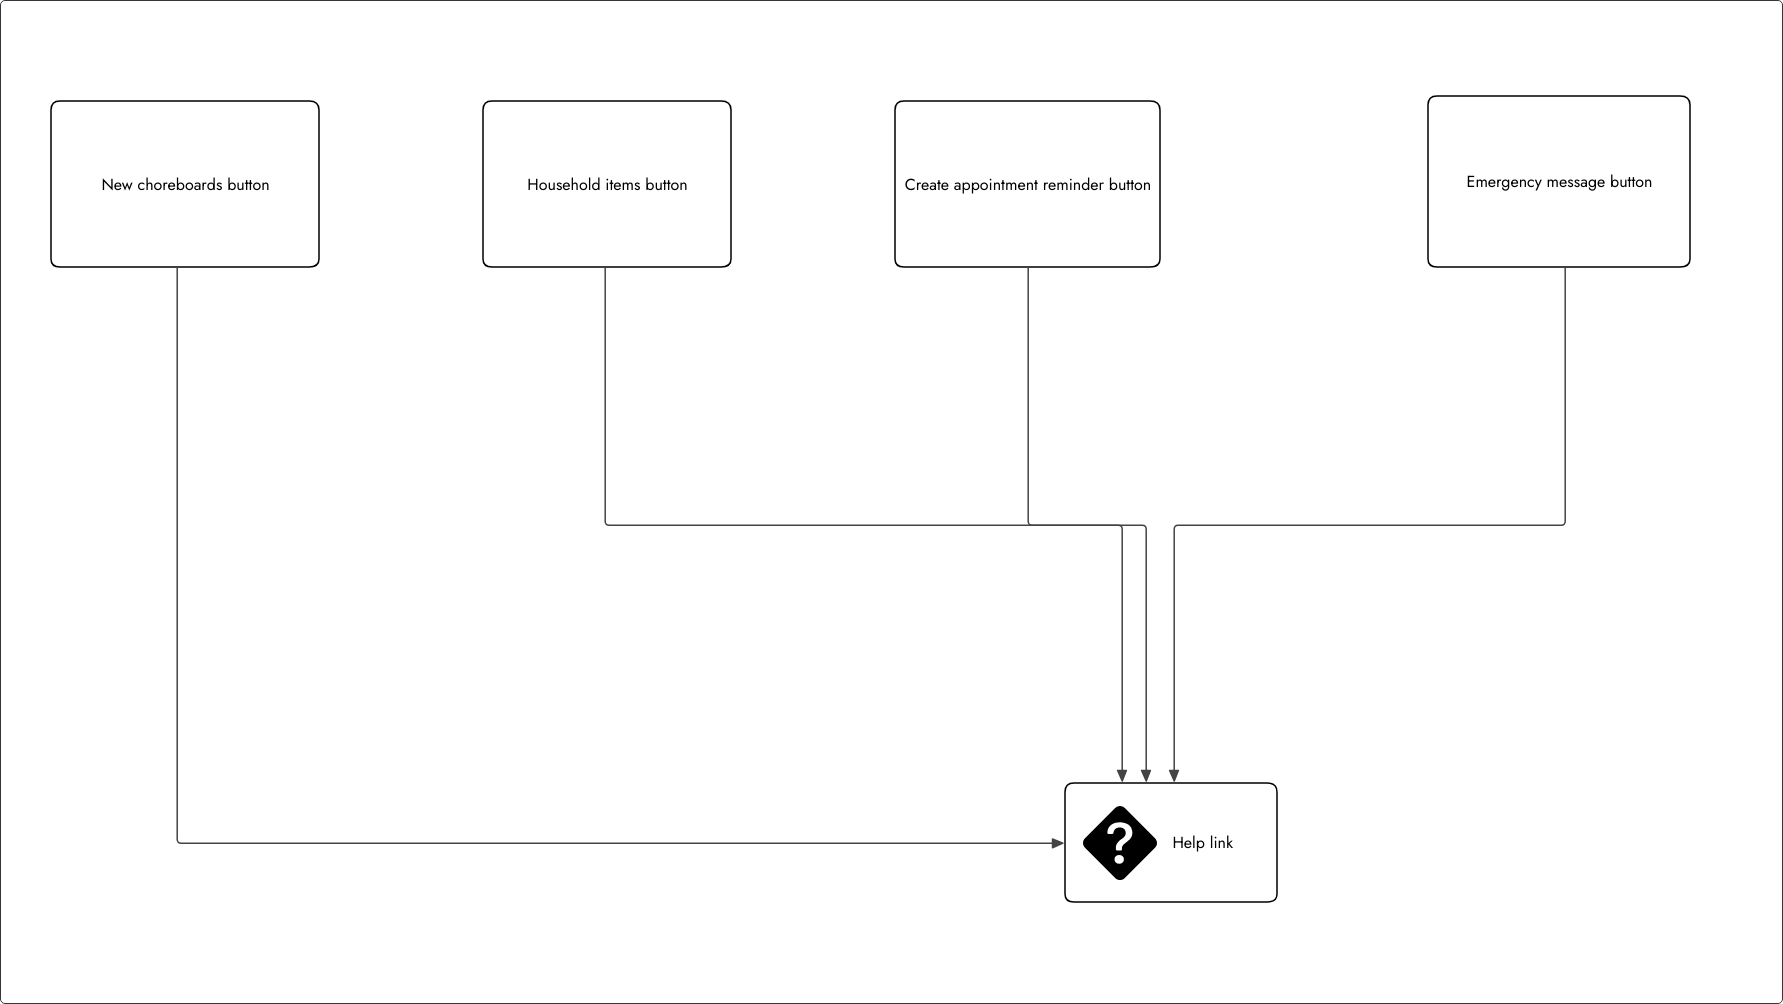 New choreboards button
Household items button
Create appointment reminder button
Emergency message button
?
Help link